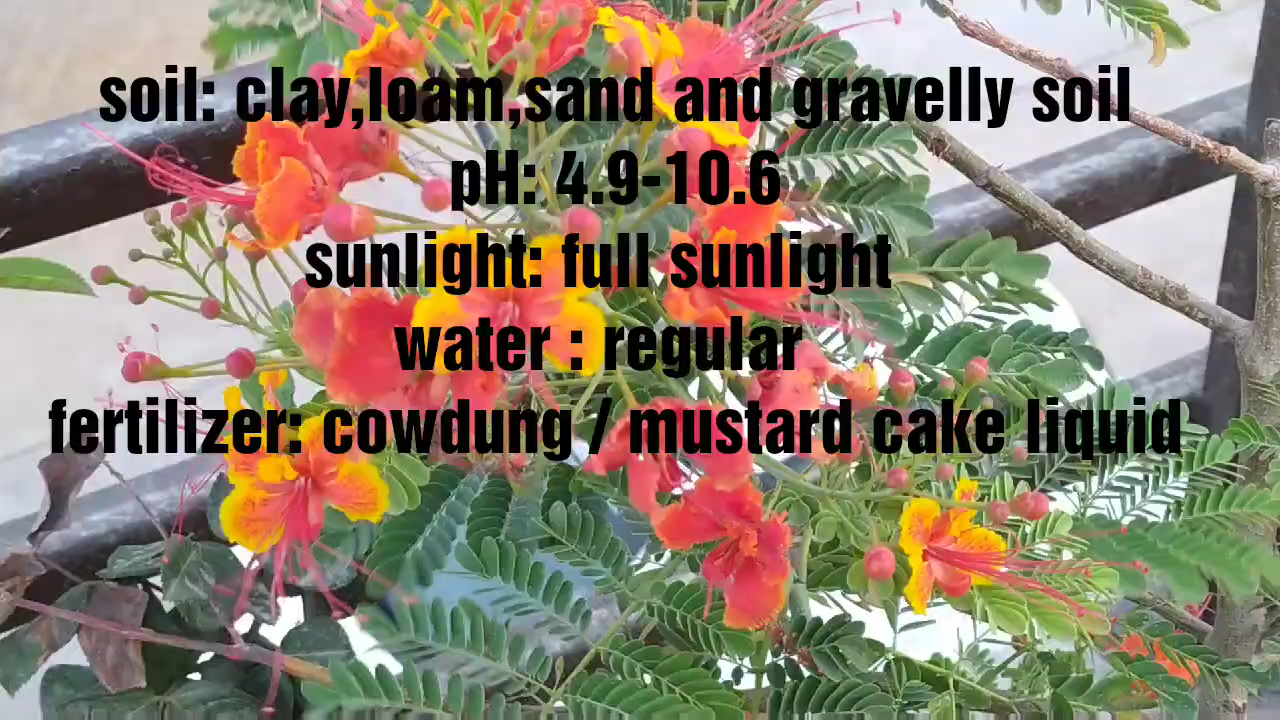 soil: clay,loam,sand and gravelly soil
pH: 4.9-10.6
sunlight: full sunlight
water : regular
fertilizer: cowdung / mustard cake liquid